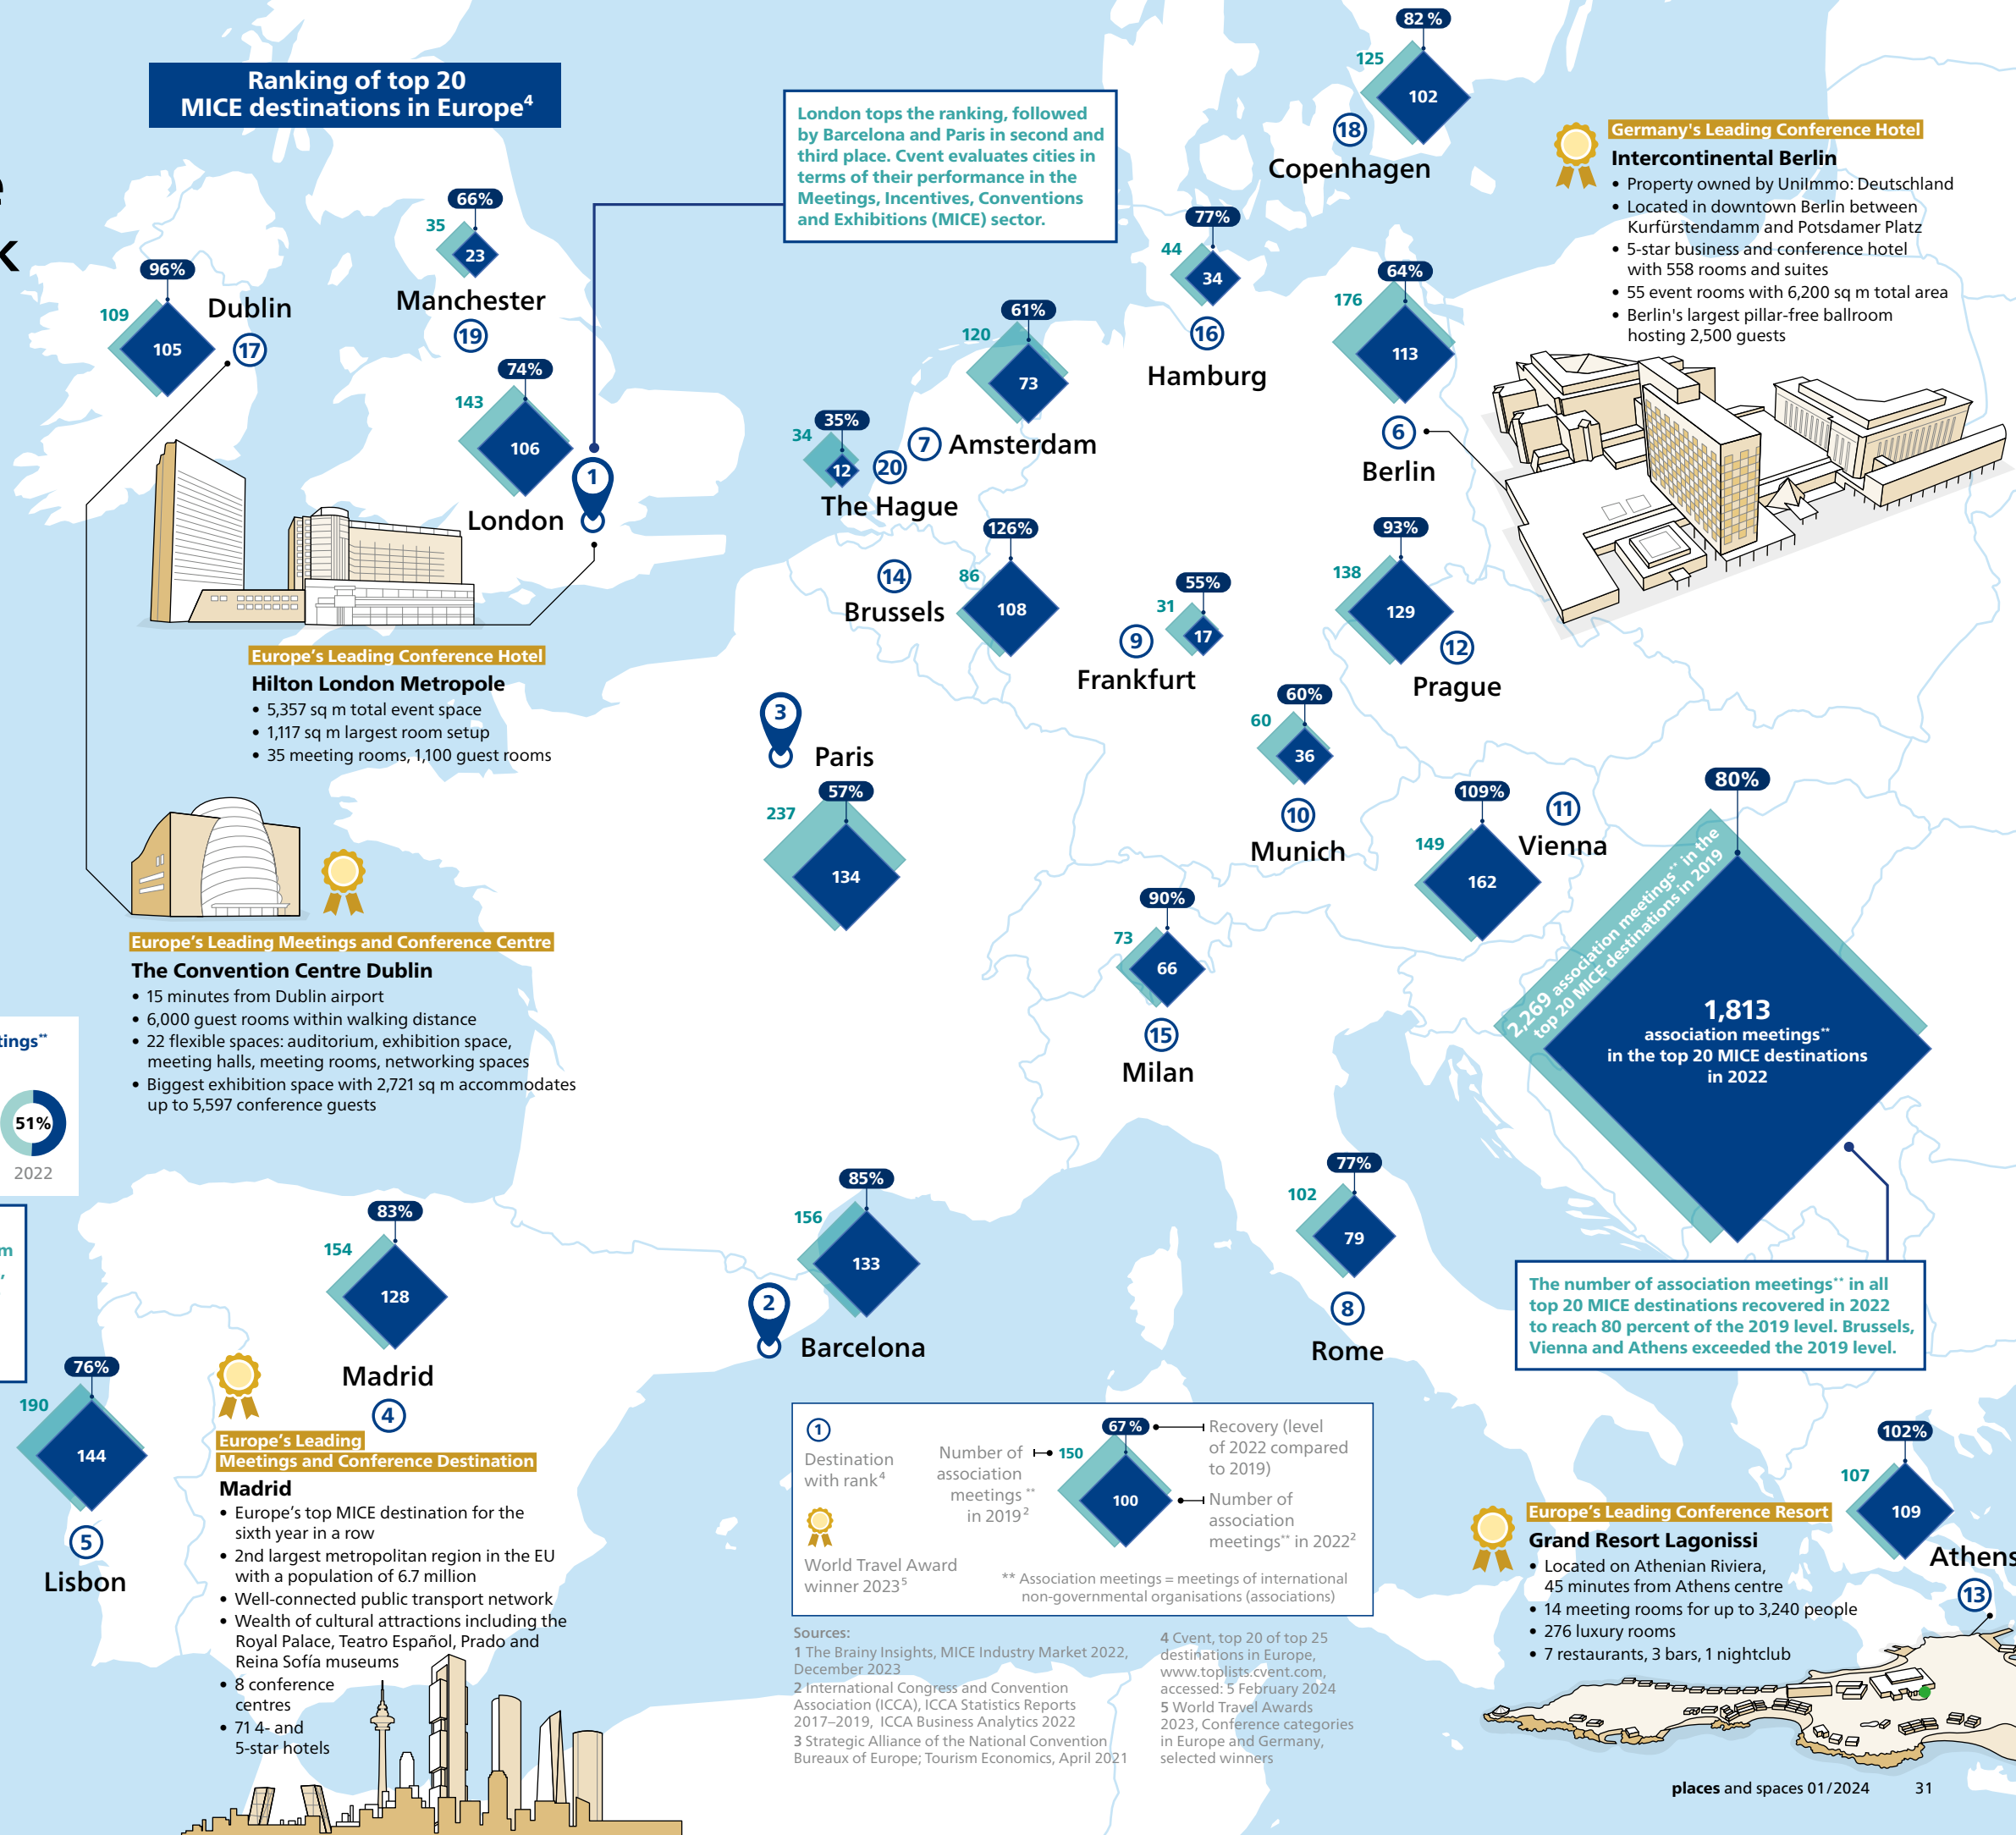 Ranking of top 20
MICE destinations in Europe4
London tops the ranking, followed
by Barcelona and Paris in second and
third place. Cvent evaluates cities in
terms of their performance in the
Meetings, Incentives, Conventions
and Exhibitions (MICE) sector.
82 %
125
102
18
Copenhagen
Germany's Leading Conference Hotel
Intercontinental Berlin
• Property owned by UniImmo: Deutschland
• Located in downtown Berlin between
Kurfürstendamm and Potsdamer Platz
• 5-star business and conference hotel
with 558 rooms and suites
• 55 event rooms with 6,200 sq m total area
• Berlin's largest pillar-free ballroom
hosting 2,500 guests
e
k
96%
109
105
Dublin
17
66%
35
23
Manchester
19
74%
143
106
1
London
77%
44
34
16
Hamburg
64%
176
113
6
Berlin
61%
120
73
7 Amsterdam
35%
34
12
20
The Hague
126%
86
108
14
Brussels
55%
31
17
9
Frankfurt
93%
138
129
12
Prague
Europe's Leading Conference Hotel
Hilton London Metropole
• 5,357 sq m total event space
• 1,117 sq m largest room setup
• 35 meeting rooms, 1,100 guest rooms
3
Paris
57%
237
134
60%
60
36
10
Munich
109%
149
162
11
Vienna
90%
73
66
15
Milan
80%
2,269 association meetings** in the
top 20 MICE destinations in 2019
1,813
association meetings**
in the top 20 MICE destinations
in 2022
Europe's Leading Meetings and Conference Centre
The Convention Centre Dublin
• 15 minutes from Dublin airport
• 6,000 guest rooms within walking distance
• 22 flexible spaces: auditorium, exhibition space,
meeting halls, meeting rooms, networking spaces
• Biggest exhibition space with 2,721 sq m accommodates
up to 5,597 conference guests
tings**
51%
2022
m
,
83%
154
128
Madrid
4
85%
156
133
2
Barcelona
77%
102
79
8
Rome
The number of association meetings** in all
top 20 MICE destinations recovered in 2022
to reach 80 percent of the 2019 level. Brussels,
Vienna and Athens exceeded the 2019 level.
76%
190
144
5
Lisbon
Europe's Leading
Meetings and Conference Destination
Madrid
• Europe's top MICE destination for the
sixth year in a row
• 2nd largest metropolitan region in the EU
with a population of 6.7 million
• Well-connected public transport network
• Wealth of cultural attractions including the
Royal Palace, Teatro Español, Prado and
Reina Sofía museums
• 8 conference
centres
• 71 4- and
5-star hotels
1
Destination
with rank4
World Travel Award
winner 20235
Number of
association
meetings **
in 20192
150
67 %
100
Recovery (level
of 2022 compared
to 2019)
Number of
association
meetings** in 20222
** Association meetings = meetings of international
non-governmental organisations (associations)
Sources:
1 The Brainy Insights, MICE Industry Market 2022,
December 2023
2 International Congress and Convention
Association (ICCA), ICCA Statistics Reports
2017–2019, ICCA Business Analytics 2022
3 Strategic Alliance of the National Convention
Bureaux of Europe; Tourism Economics, April 2021
4 Cvent, top 20 of top 25
destinations in Europe,
www.toplists.cvent.com,
accessed: 5 February 2024
5 World Travel Awards
2023, Conference categories
in Europe and Germany,
selected winners
102%
107
109
Athens
13
Europe's Leading Conference Resort
Grand Resort Lagonissi
• Located on Athenian Riviera,
45 minutes from Athens centre
• 14 meeting rooms for up to 3,240 people
• 276 luxury rooms
• 7 restaurants, 3 bars, 1 nightclub
places and spaces 01/2024 31